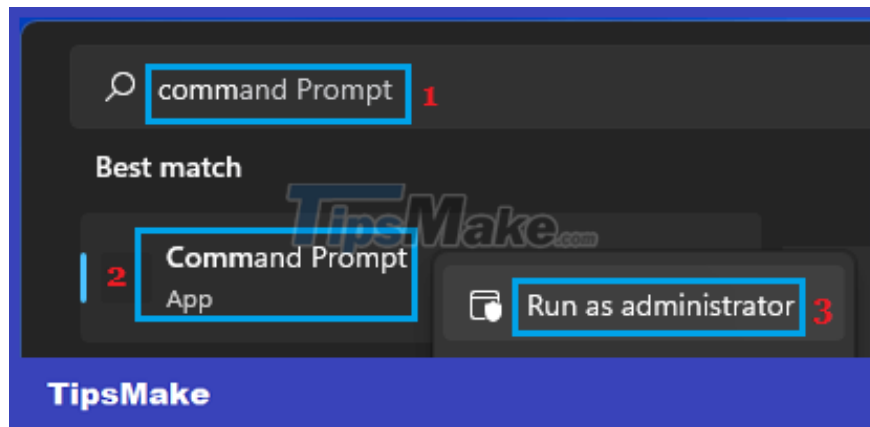 command Prompt 1
Best match
TipsMake.com
2 Command Prompt
App
Run as administrator 3
TipsMake